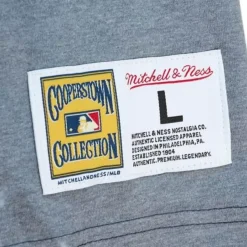 COOPERSTOWN
COLLECTION
MITCHELLANDNESS/MLB
Mitchell & Ness
L
MITCHELL & NESS NOSTALGIA CO.
AUTHENTIC LICENSED APPAREL
DESIGNED IN PHILADELPHIA, PA
ESTABLISHED 1904
AUTHENTIC. PREMIUM. LEGENDARY.